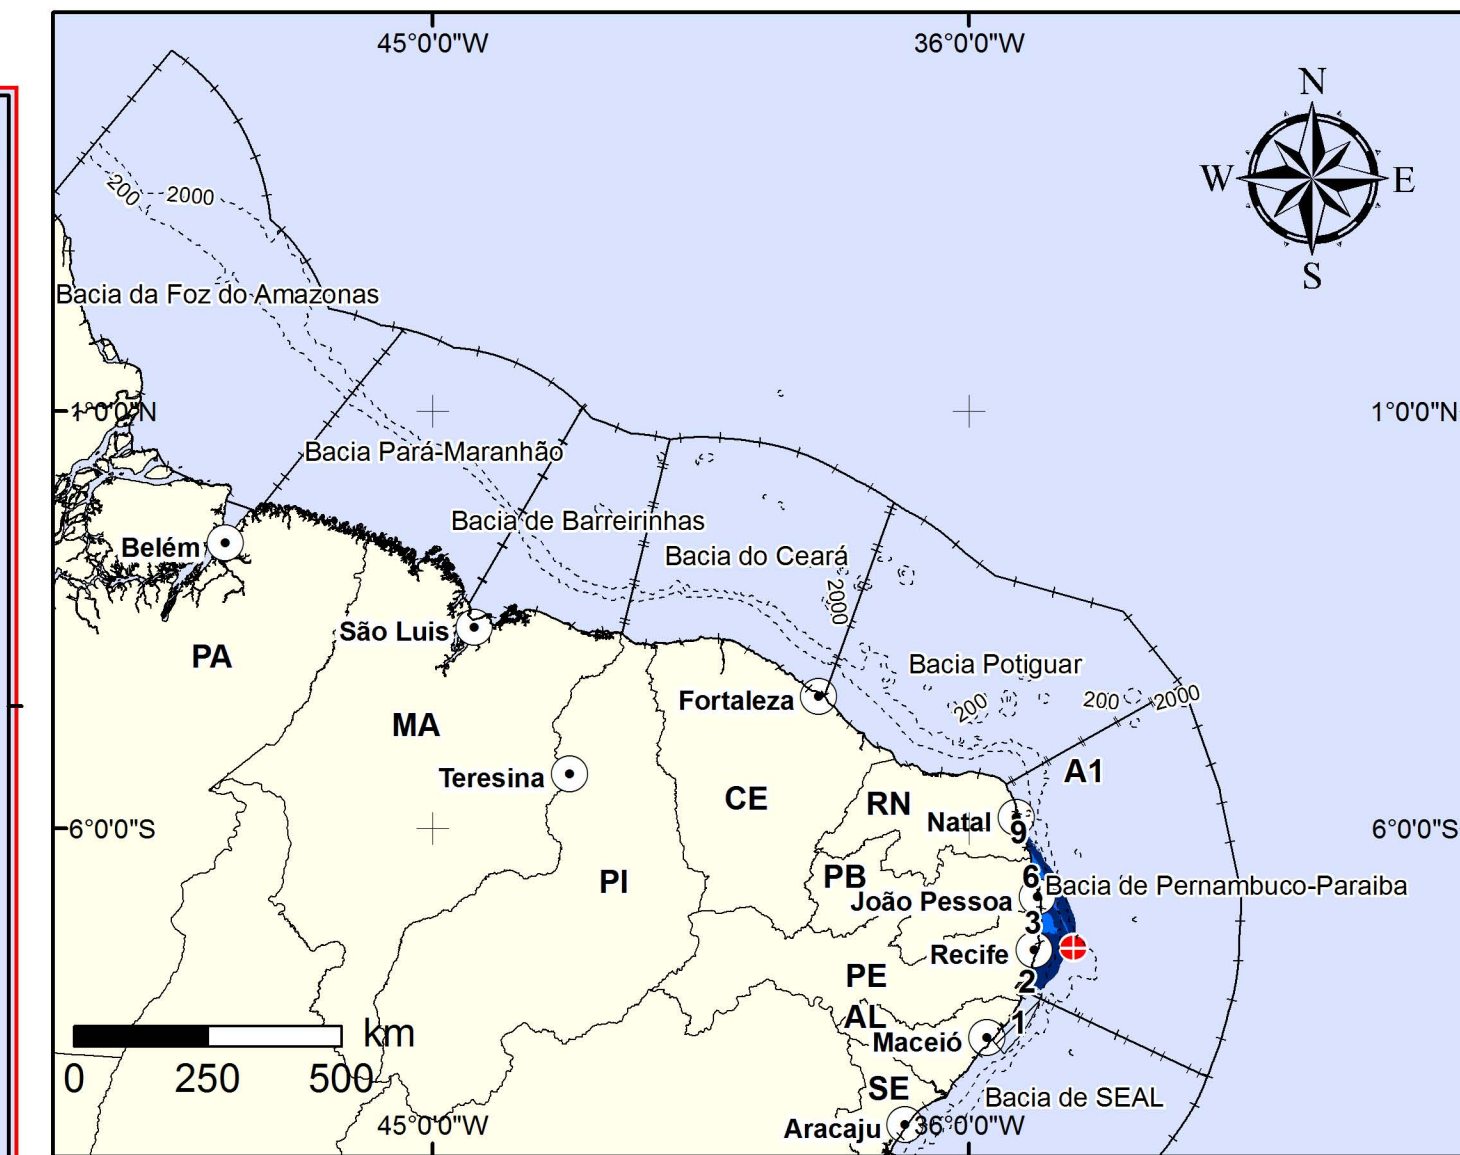 45°0'0"W
36°0'0"W
N
W
E
S
200
2000
Bacia da Foz do Amazonas
1°0'0"N
1°0'0"N
Bacia Pará-Maranhão
Bacia de Barreirinhas
Belém
Bacia do Ceará
2000
São Luis
PA
Bacia Potiguar
Fortaleza
200
200
2000
MA
Teresina
A1
CE
RN
Natal
6°0'0"S
9
6°0'0"S
PI
PB
6
Bacia de Pernambuco-Paraiba
João Pessoa
3
Recife
PE
2
AL
1
km
Maceió
0
250
500
SE
Bacia de SEAL
45°0'0"W
Aracaju
36°0'0"W